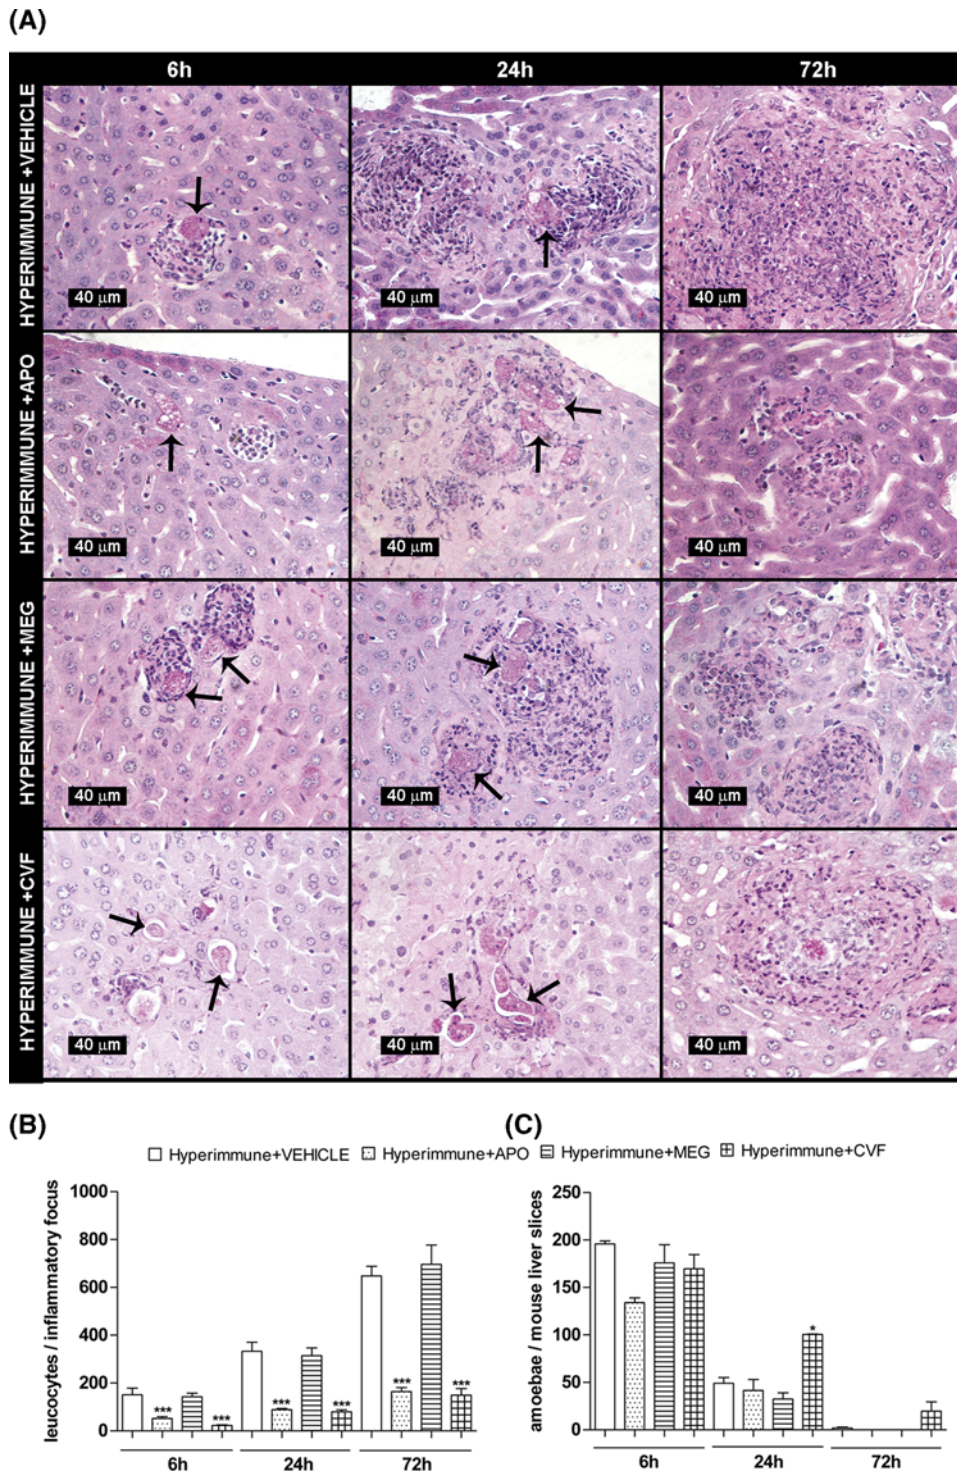 (A)
6h 24h 72h
HYPERIMMUNE +VEHICLE
40 µm 40 µm 40 µm
HYPERIMMUNE +APO
40 µm 40 µm 40 µm
HYPERIMMUNE +MEG
40 µm 40 µm 40 µm
HYPERIMMUNE +CVF
40 µm 40 µm 40 µm
(B) (C)
Hyperimmune+VEHICLE Hyperimmune+APO Hyperimmune+MEG Hyperimmune+CVF
leucocytes / inflammatory focus
1000
800
600
400
200
0
*** *** *** *** *** ***
6h 24h 72h
amoebae / mouse liver slices
250
200
150
100
50
0
*
6h 24h 72h